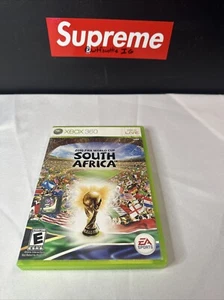 Supreme
XBOX 360
2010 FIFA WORLD CUP
SOUTH
AFRICA
E
EA
SPORTS